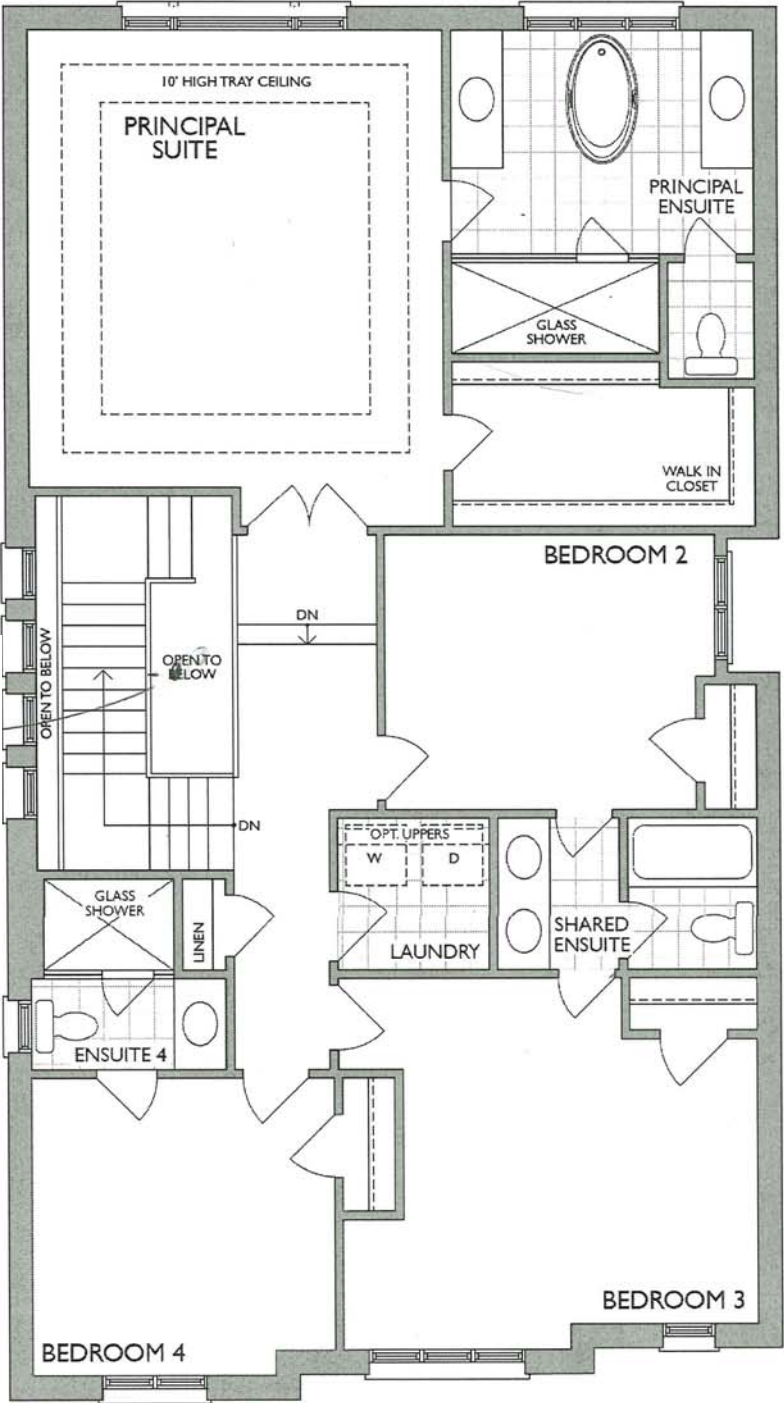 10' HIGH TRAY CEILING
PRINCIPAL
SUITE
PRINCIPAL
ENSUITE
GLASS
SHOWER
WALK IN
CLOSET
BEDROOM 2
DN
OPEN TO BELOW
OPEN TO
BELOW
DN
OPT. UPPERS
W
D
GLASS
SHOWER
LINEN
LAUNDRY
SHARED
ENSUITE
ENSUITE 4
BEDROOM 3
BEDROOM 4